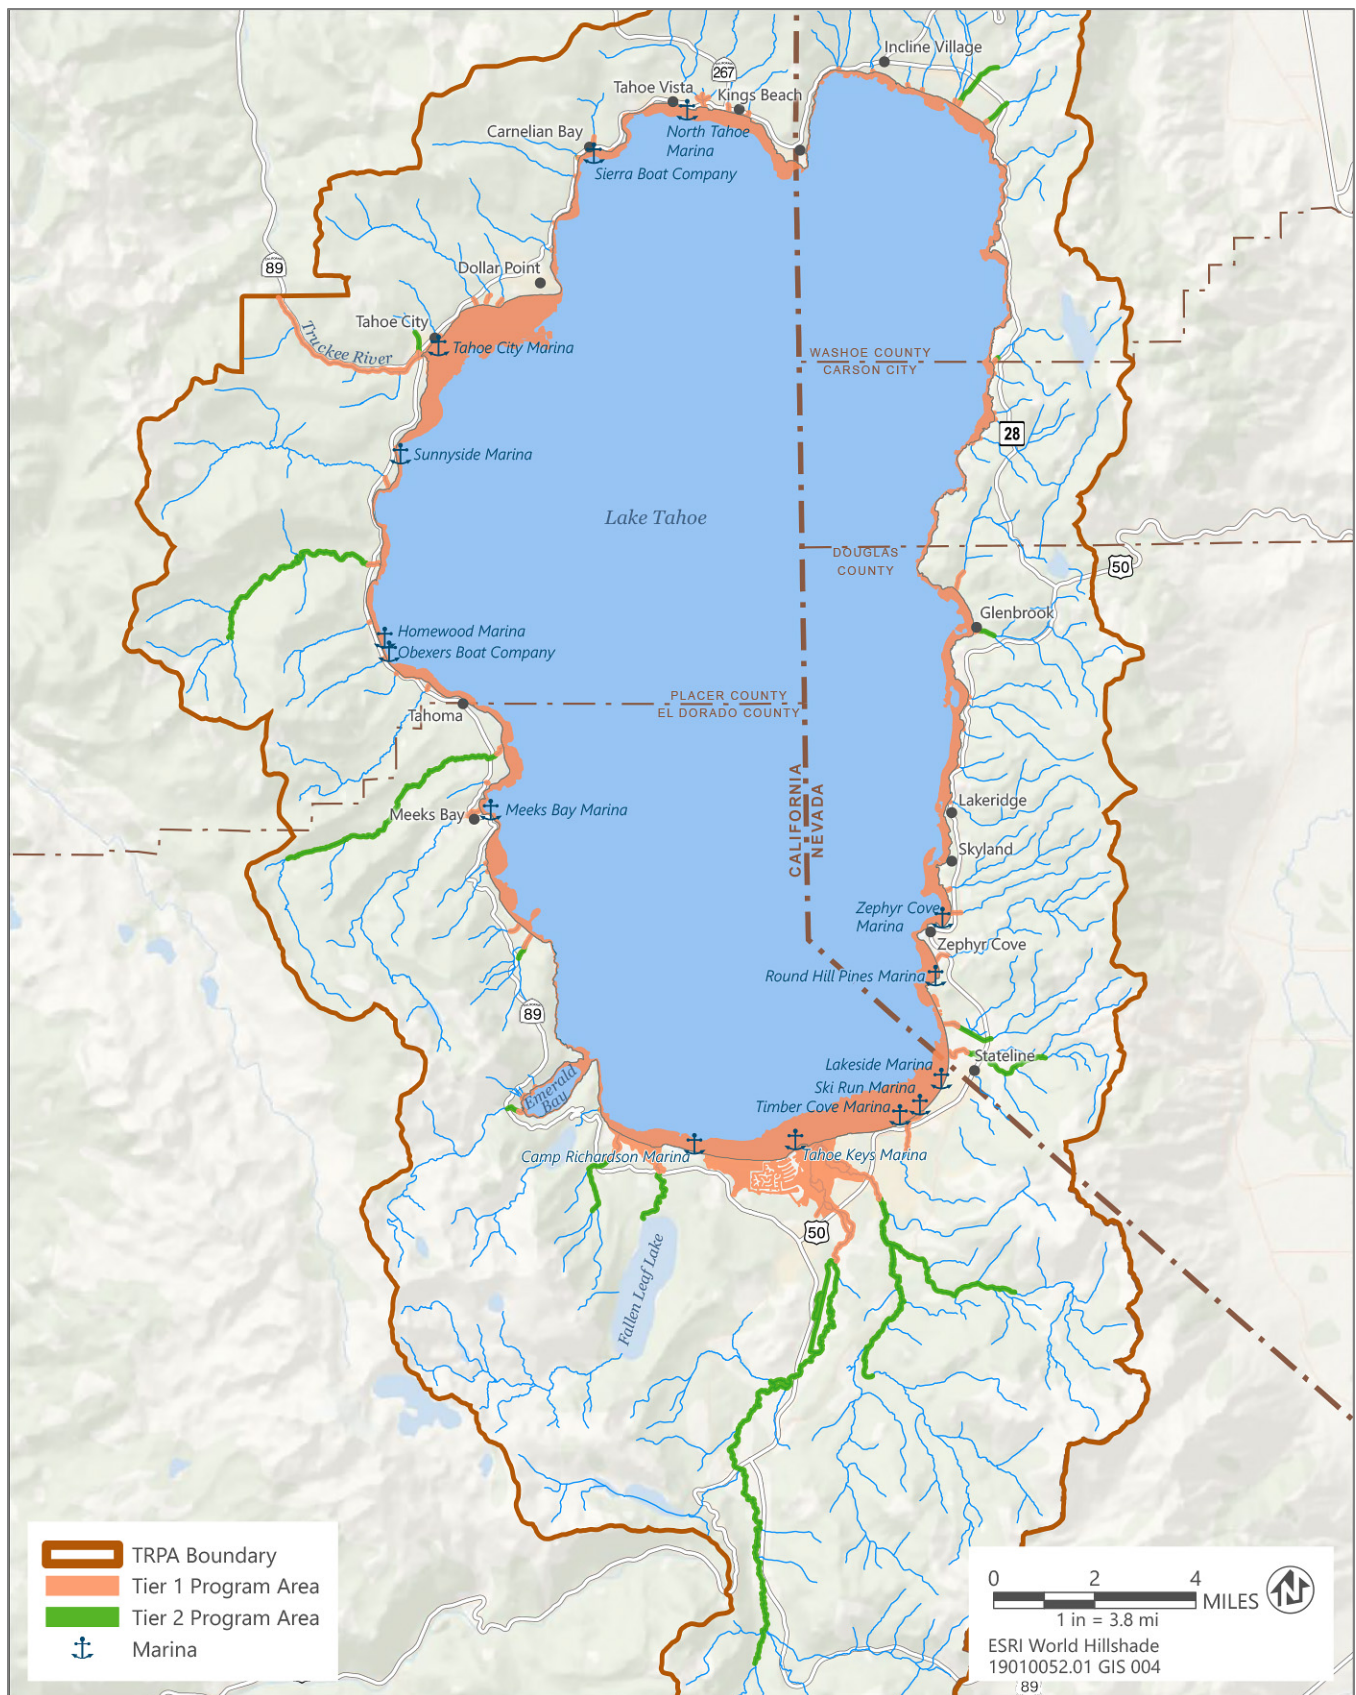 Incline Village
267
Tahoe Vista
Kings Beach
Carnelian Bay
North Tahoe
Marina
Sierra Boat Company
89
Dollar Point
Tahoe City
Truckee River
Tahoe City Marina
WASHOE COUNTY
CARSON CITY
28
Sunnyside Marina
Lake Tahoe
DOUGLAS
COUNTY
50
Glenbrook
Homewood Marina
Obexers Boat Company
PLACER COUNTY
EL DORADO COUNTY
Tahoma
CALIFORNIA
NEVADA
Lakeridge
Meeks Bay
Meeks Bay Marina
Skyland
Zephyr Cove
Marina
Zephyr Cove
Round Hill Pines Marina
89
Stateline
Lakeside Marina
Ski Run Marina
Timber Cove Marina
Emerald
Bay
Camp Richardson Marina
Tahoe Keys Marina
50
Fallen Leaf Lake
TRPA Boundary
Tier 1 Program Area
Tier 2 Program Area
Marina
0 2 4
MILES
1 in = 3.8 mi
N
ESRI World Hillshade
19010052.01 GIS 004
89